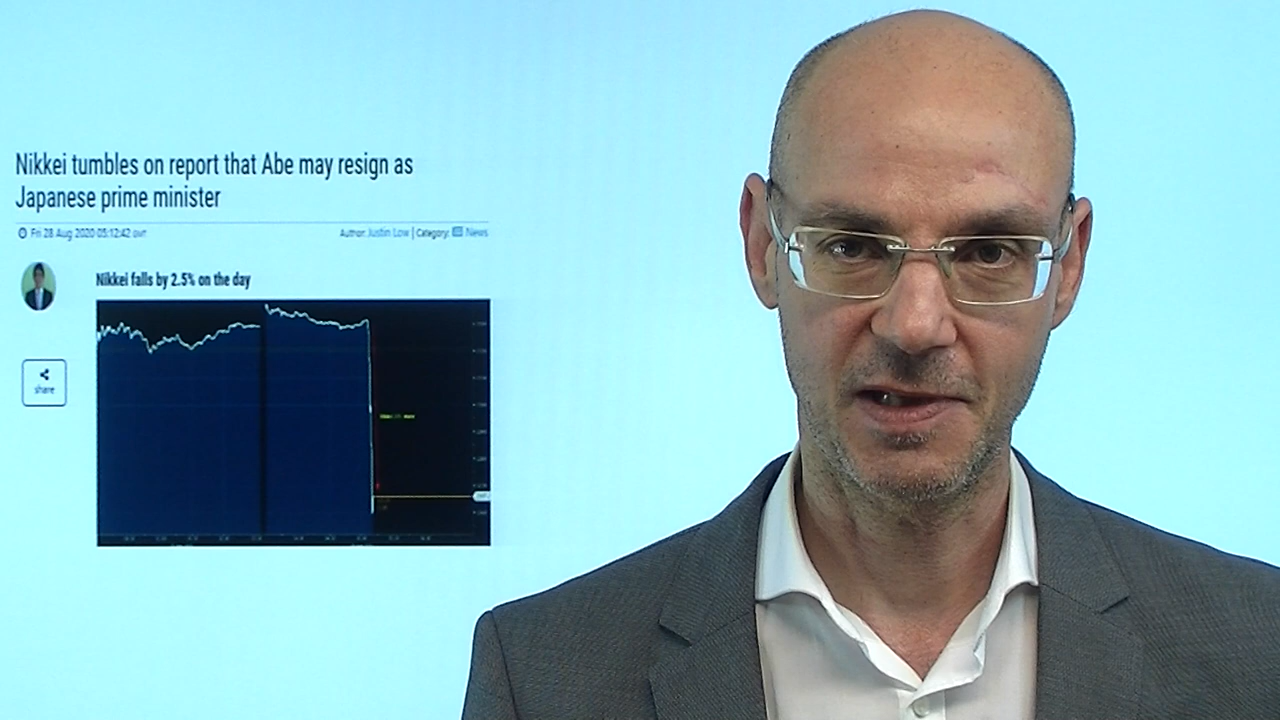 Nikkei tumbles on report that Abe may resign as
Japanese prime minister
Fri 28 Aug 2020 05:12:42 GMT
Author: Justin Low | Category: News
Nikkei falls by 2.5% on the day
share